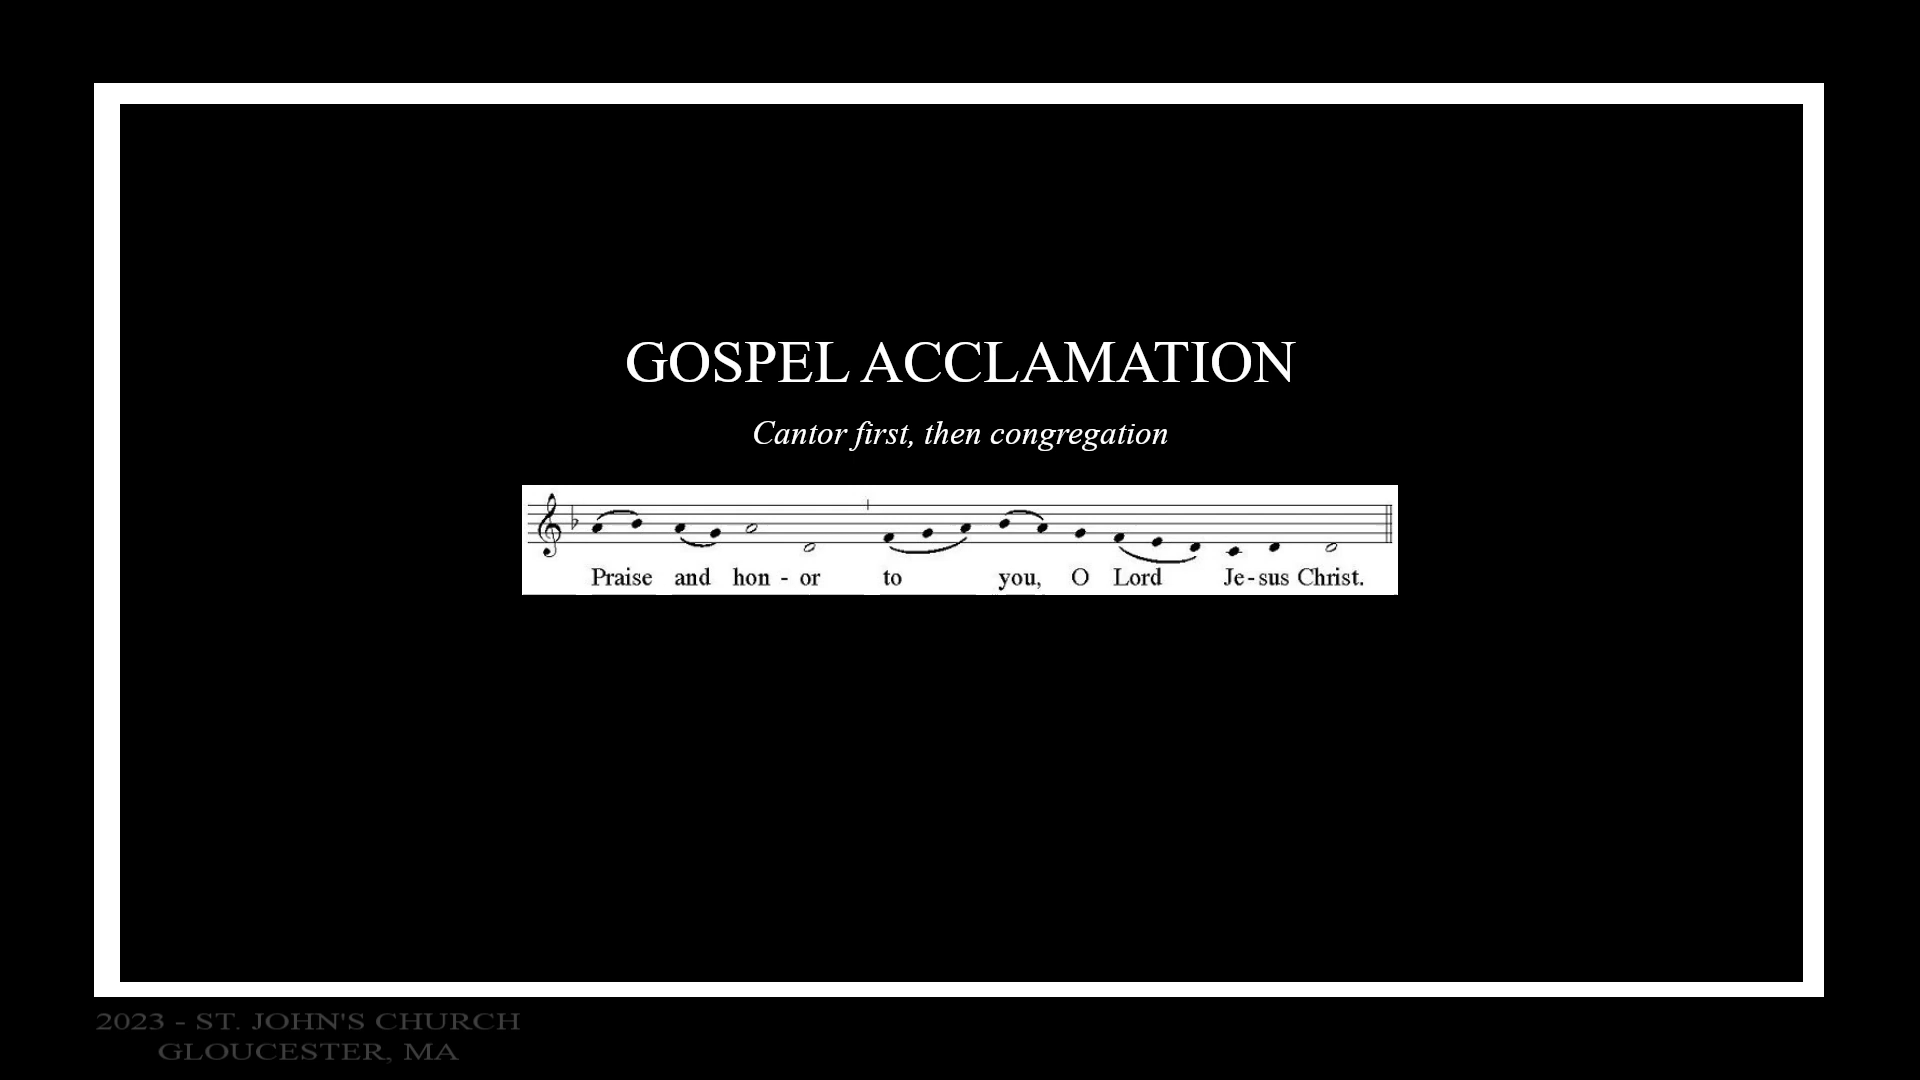 GOSPEL ACCLAMATION
Cantor first, then congregation
Praise and hon - or to you, O Lord Je - sus Christ.
2023 - ST. JOHN'S CHURCH
GLOUCESTER, MA